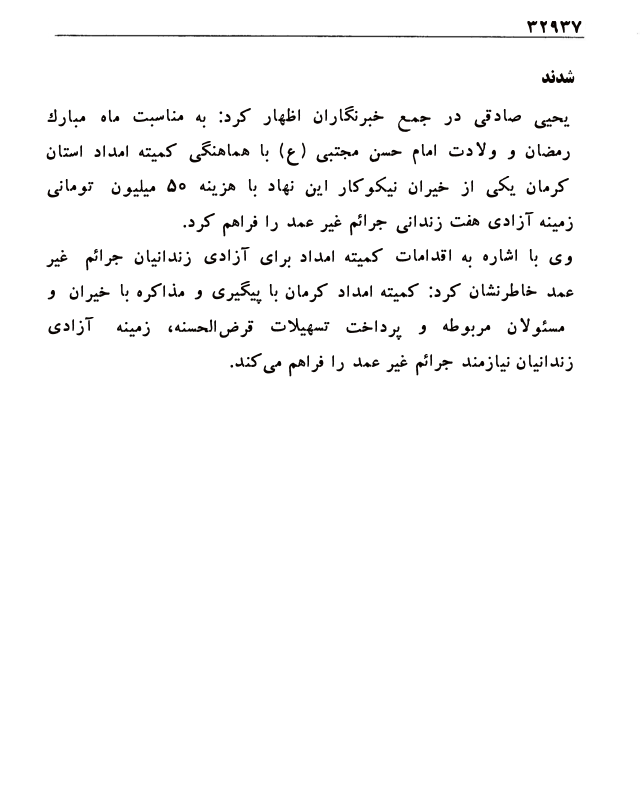 ۳۲۹۳۷
شدند
یحیی صادقی در جمع خبرنگاران اظهار کرد: به مناسبت ماه مبارك
رمضان و ولادت امام حسن مجتبی (ع) با هماهنگی کمیته امداد استان
کرمان یکی از خیران نیکوکار این نهاد با هزینه ۵۰ میلیون تومانی
زمینه آزادی هفت زندانی جرائم غیر عمد را فراهم کرد.
وی با اشاره به اقدامات کمیته امداد برای آزادی زندانیان جرائم غیر
عمد خاطرنشان کرد: کمیته امداد کرمان با پیگیری و مذاکره با خیران و
مسئولان مربوطه و پرداخت تسهیلات قرض‌الحسنه، زمینه آزادی
زندانیان نیازمند جرائم غیر عمد را فراهم می‌کند.